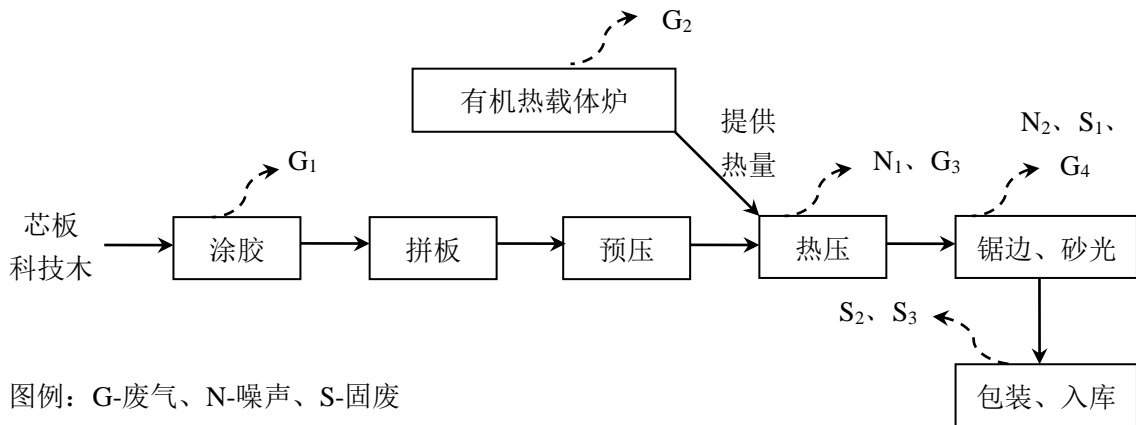 G₂
有机热载体炉
提供
热量
N₂、S₁、
G₄
G₁
N₁、G₃
芯板
科技木
涂胶
拼板
预压
热压
锯边、砂光
S₂、S₃
图例：G-废气、N-噪声、S-固废
包装、入库